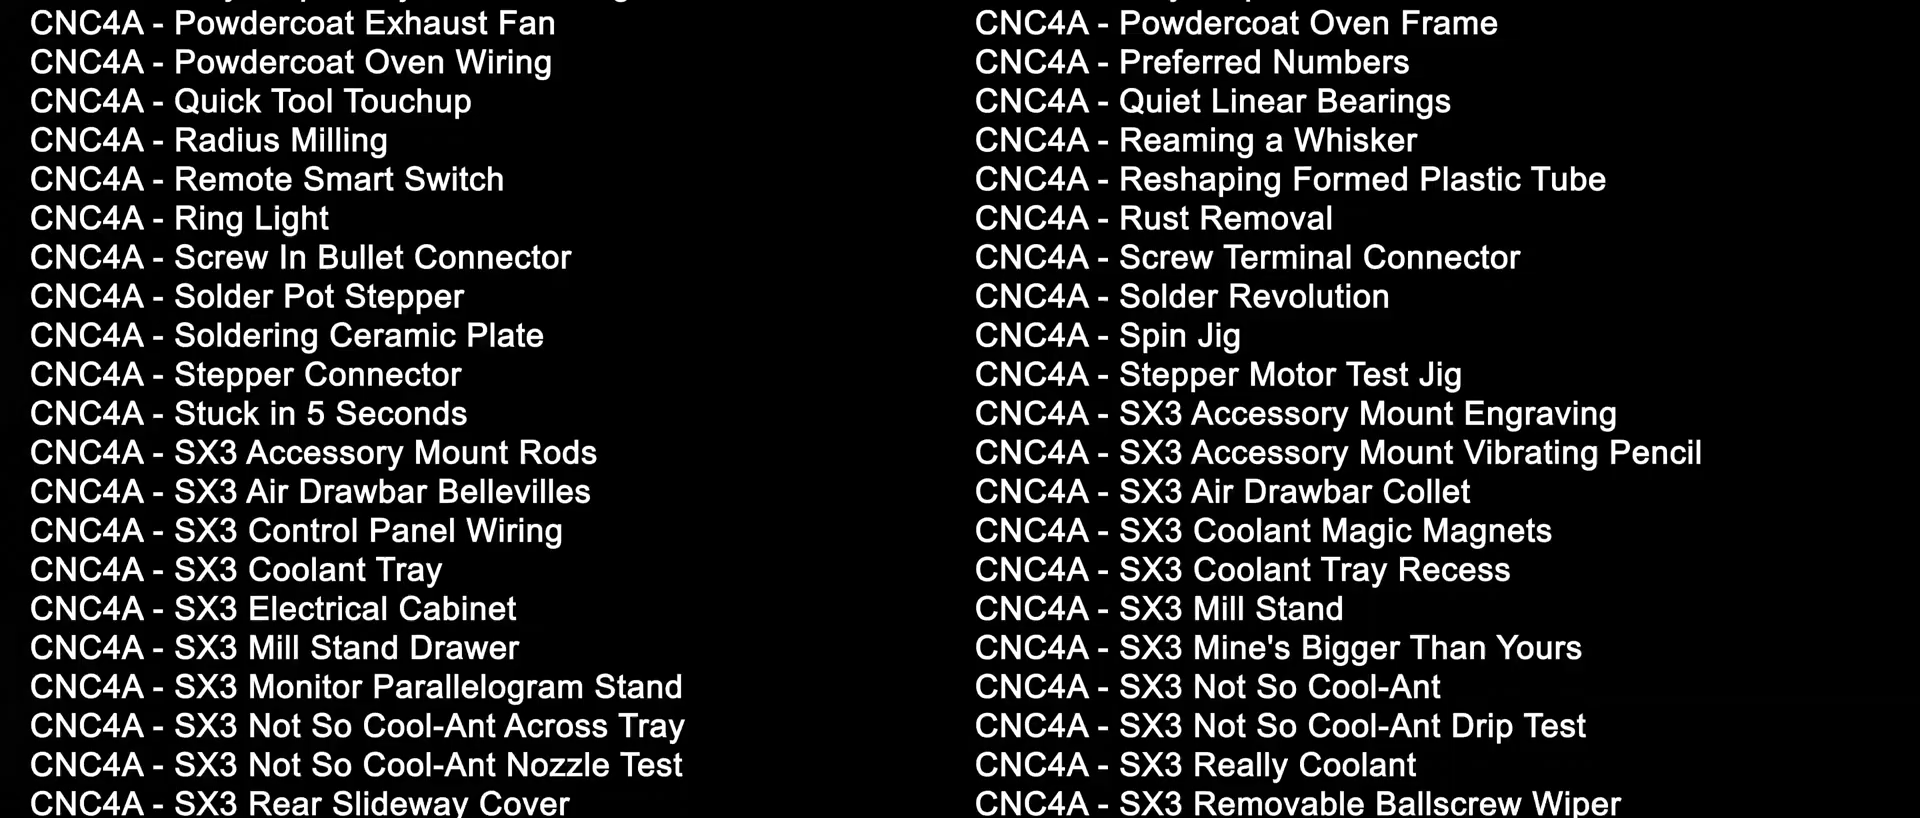 CNC4A - Powdercoat Exhaust Fan
CNC4A - Powdercoat Oven Frame
CNC4A - Powdercoat Oven Wiring
CNC4A - Preferred Numbers
CNC4A - Quick Tool Touchup
CNC4A - Quiet Linear Bearings
CNC4A - Radius Milling
CNC4A - Reaming a Whisker
CNC4A - Remote Smart Switch
CNC4A - Reshaping Formed Plastic Tube
CNC4A - Ring Light
CNC4A - Rust Removal
CNC4A - Screw In Bullet Connector
CNC4A - Screw Terminal Connector
CNC4A - Solder Pot Stepper
CNC4A - Solder Revolution
CNC4A - Soldering Ceramic Plate
CNC4A - Spin Jig
CNC4A - Stepper Connector
CNC4A - Stepper Motor Test Jig
CNC4A - Stuck in 5 Seconds
CNC4A - SX3 Accessory Mount Engraving
CNC4A - SX3 Accessory Mount Rods
CNC4A - SX3 Accessory Mount Vibrating Pencil
CNC4A - SX3 Air Drawbar Bellevilles
CNC4A - SX3 Air Drawbar Collet
CNC4A - SX3 Control Panel Wiring
CNC4A - SX3 Coolant Magic Magnets
CNC4A - SX3 Coolant Tray
CNC4A - SX3 Coolant Tray Recess
CNC4A - SX3 Electrical Cabinet
CNC4A - SX3 Mill Stand
CNC4A - SX3 Mill Stand Drawer
CNC4A - SX3 Mine's Bigger Than Yours
CNC4A - SX3 Monitor Parallelogram Stand
CNC4A - SX3 Not So Cool-Ant
CNC4A - SX3 Not So Cool-Ant Across Tray
CNC4A - SX3 Not So Cool-Ant Drip Test
CNC4A - SX3 Not So Cool-Ant Nozzle Test
CNC4A - SX3 Really Coolant
CNC4A - SX3 Rear Slideway Cover
CNC4A - SX3 Removable Ballscrew Wiper